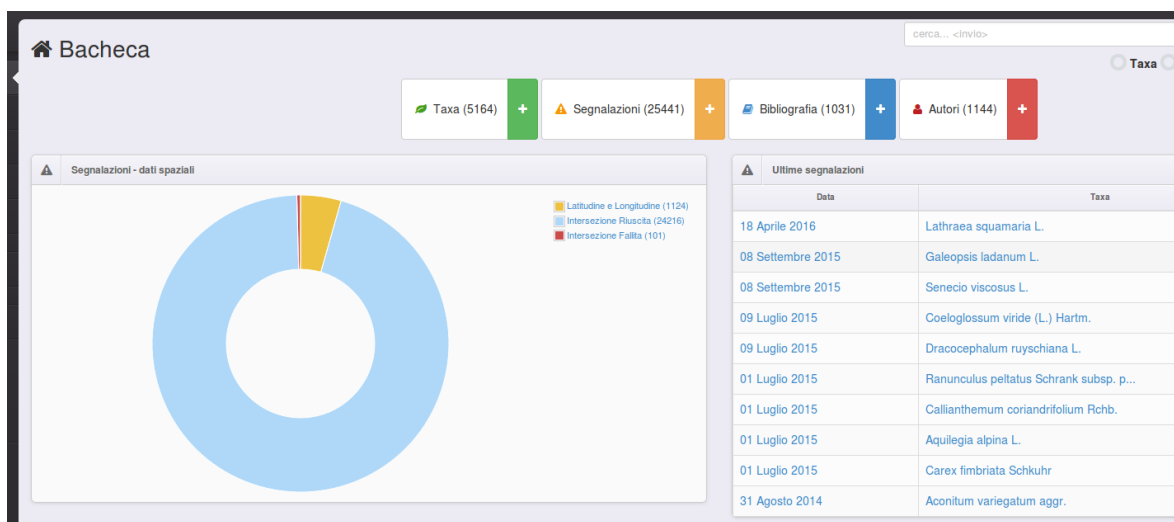 Bacheca
cerca... <invio>
Taxa
Taxa (5164) +
Segnalazioni (25441) +
Bibliografia (1031) +
Autori (1144) +
Segnalazioni - dati spaziali
Latitudine e Longitudine (1124)
Intersezione Riuscita (24216)
Intersezione Fallita (101)
Ultime segnalazioni
Data Taxa
18 Aprile 2016 Lathraea squamaria L.
08 Settembre 2015 Galeopsis ladanum L.
08 Settembre 2015 Senecio viscosus L.
09 Luglio 2015 Coeloglossum viride (L.) Hartm.
09 Luglio 2015 Dracocephalum ruyschiana L.
01 Luglio 2015 Ranunculus peltatus Schrank subsp. p...
01 Luglio 2015 Callianthemum coriandrifolium Rchb.
01 Luglio 2015 Aquilegia alpina L.
01 Luglio 2015 Carex fimbriata Schkuhr
31 Agosto 2014 Aconitum variegatum aggr.